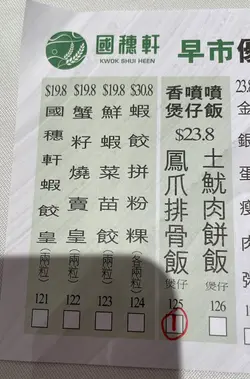 國穗軒
KWOK SHUI HEEN
早市優
$19.8
國穗軒蝦餃皇(兩粒)
121
$19.8
蟹籽燒賣皇(兩粒)
122
$19.8
鮮蝦菜苗餃(兩粒)
123
$30.8
蝦餃拼粉粿(各兩粒)
124
香噴噴
煲仔飯
$23.8
鳳爪排骨飯煲仔
125
土魷肉餅飯煲仔
126
23.8